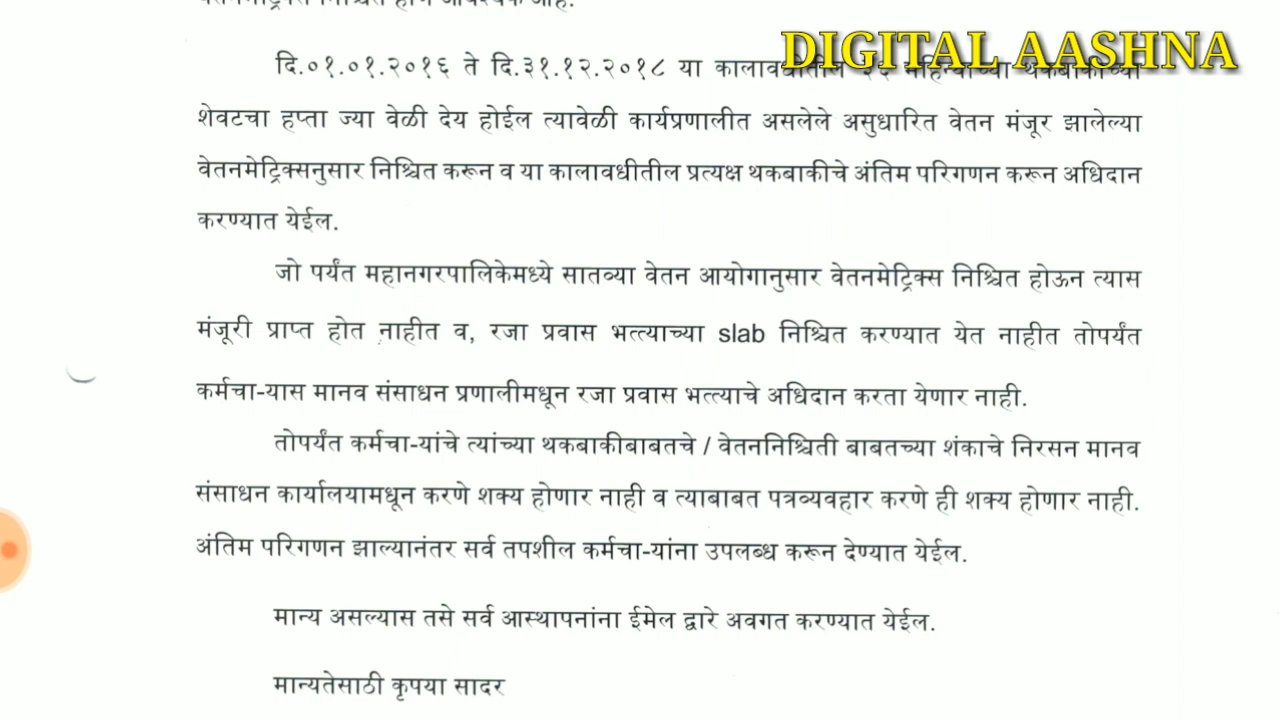 DIGITAL AASHNA
दि.०१.०१.२०१६ ते दि.३१.१२.२०१८ या कालावधीतील ३६ महिन्यांच्या थकबाकीच्या
शेवटचा हप्ता ज्या वेळी देय होईल त्यावेळी कार्यप्रणालीत असलेले असुधारित वेतन मंजूर झालेल्या
वेतनमेट्रिक्सनुसार निश्चित करून व या कालावधीतील प्रत्यक्ष थकबाकीचे अंतिम परिगणन करून अधिदान
करण्यात येईल.
जो पर्यंत महानगरपालिकेमध्ये सातव्या वेतन आयोगानुसार वेतनमेट्रिक्स निश्चित होऊन त्यास
मंजूरी प्राप्त होत नाहीत व, रजा प्रवास भत्त्याच्या slab निश्चित करण्यात येत नाहीत तोपर्यंत
कर्मचा-यास मानव संसाधन प्रणालीमधून रजा प्रवास भत्त्याचे अधिदान करता येणार नाही.
तोपर्यंत कर्मचा-यांचे त्यांच्या थकबाकीबाबतचे / वेतननिश्चिती बाबतच्या शंकाचे निरसन मानव
संसाधन कार्यालयामधून करणे शक्य होणार नाही व त्याबाबत पत्रव्यवहार करणे ही शक्य होणार नाही.
अंतिम परिगणन झाल्यानंतर सर्व तपशील कर्मचा-यांना उपलब्ध करून देण्यात येईल.
मान्य असल्यास तसे सर्व आस्थापनांना ईमेल द्वारे अवगत करण्यात येईल.
मान्यतेसाठी कृपया सादर